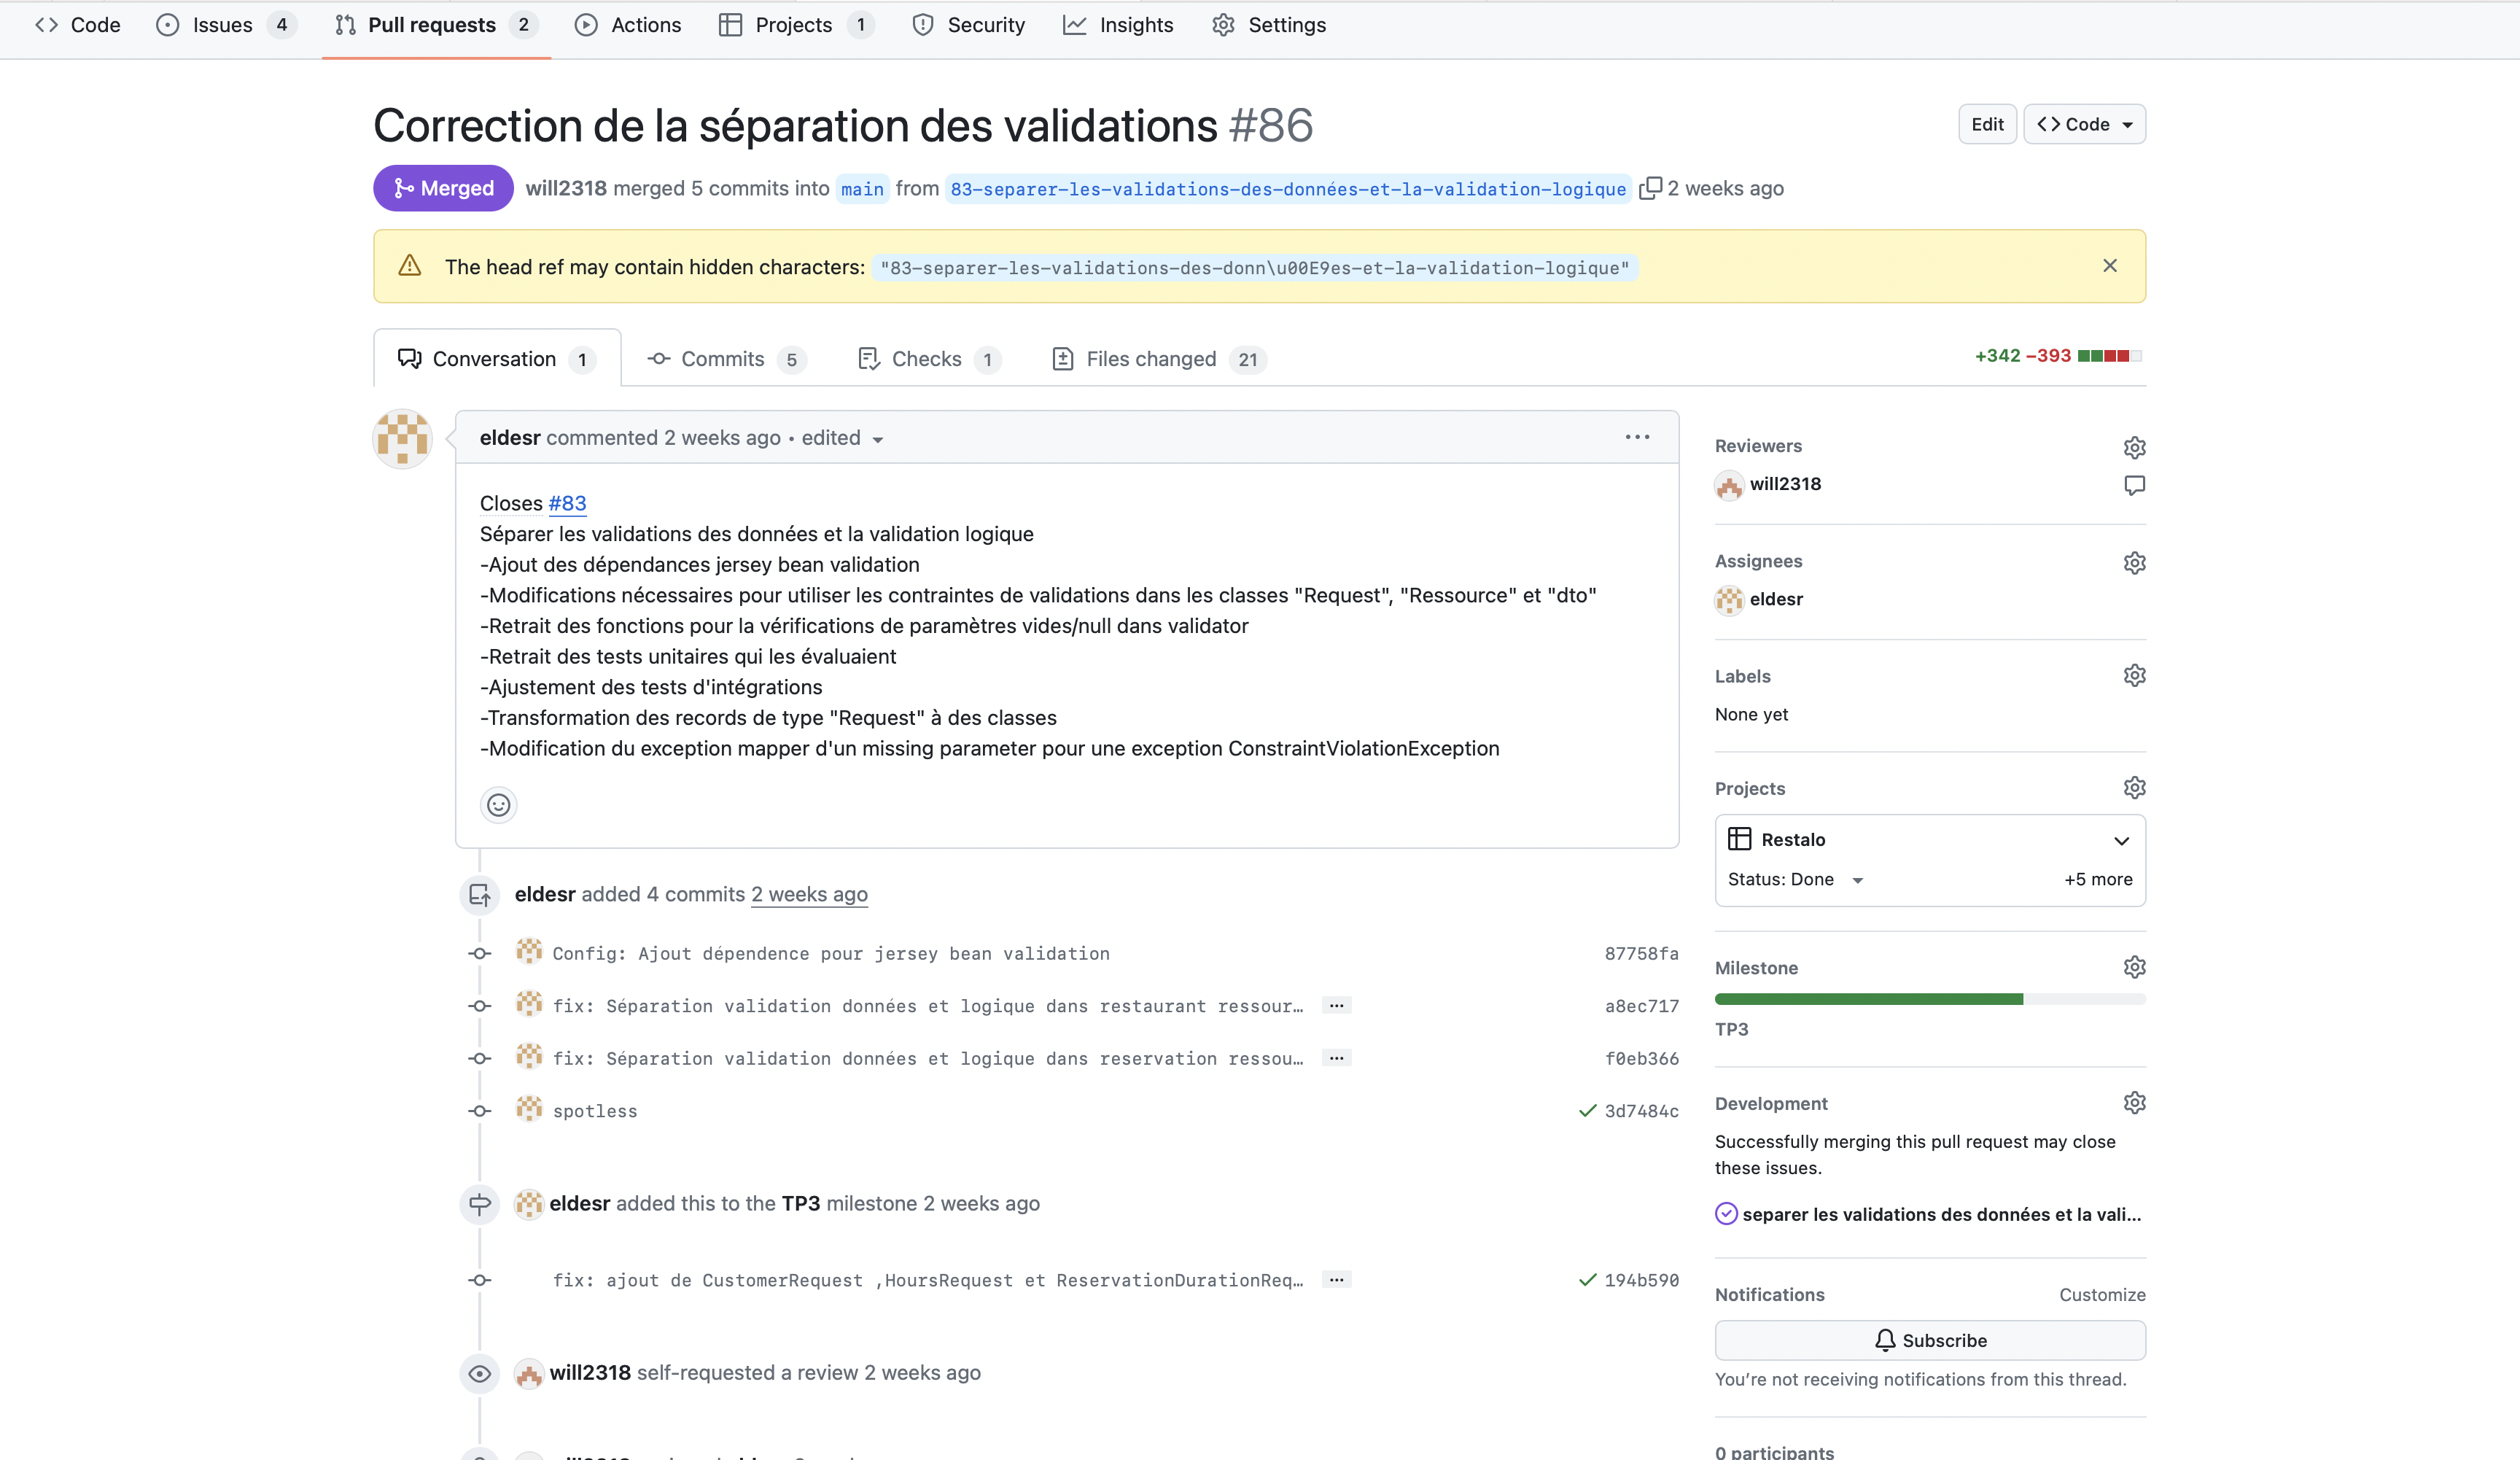 Code Issues 4 Pull requests 2 Actions Projects 1 Security Insights Settings
Correction de la séparation des validations #86
Edit
Code
Merged
will2318 merged 5 commits into main from 83-separer-les-validations-des-données-et-la-validation-logique 2 weeks ago
The head ref may contain hidden characters: "83-separer-les-validations-des-donn\u00E9es-et-la-validation-logique"
Conversation 1 Commits 5 Checks 1 Files changed 21
+342 −393
eldesr commented 2 weeks ago • edited
Closes #83
Séparer les validations des données et la validation logique
-Ajout des dépendances jersey bean validation
-Modifications nécessaires pour utiliser les contraintes de validations dans les classes "Request", "Ressource" et "dto"
-Retrait des fonctions pour la vérifications de paramètres vides/null dans validator
-Retrait des tests unitaires qui les évaluaient
-Ajustement des tests d'intégrations
-Transformation des records de type "Request" à des classes
-Modification du exception mapper d'un missing parameter pour une exception ConstraintViolationException
eldesr added 4 commits 2 weeks ago
Config: Ajout dépendence pour jersey bean validation 87758fa
fix: Séparation validation données et logique dans restaurant ressour… a8ec717
fix: Séparation validation données et logique dans reservation ressou… f0eb366
spotless 3d7484c
eldesr added this to the TP3 milestone 2 weeks ago
fix: ajout de CustomerRequest ,HoursRequest et ReservationDurationReq… 194b590
will2318 self-requested a review 2 weeks ago
Reviewers
will2318
Assignees
eldesr
Labels
None yet
Projects
Restalo
Status: Done +5 more
Milestone
TP3
Development
Successfully merging this pull request may close
these issues.
separer les validations des données et la vali...
Notifications Customize
Subscribe
You're not receiving notifications from this thread.
0 participants